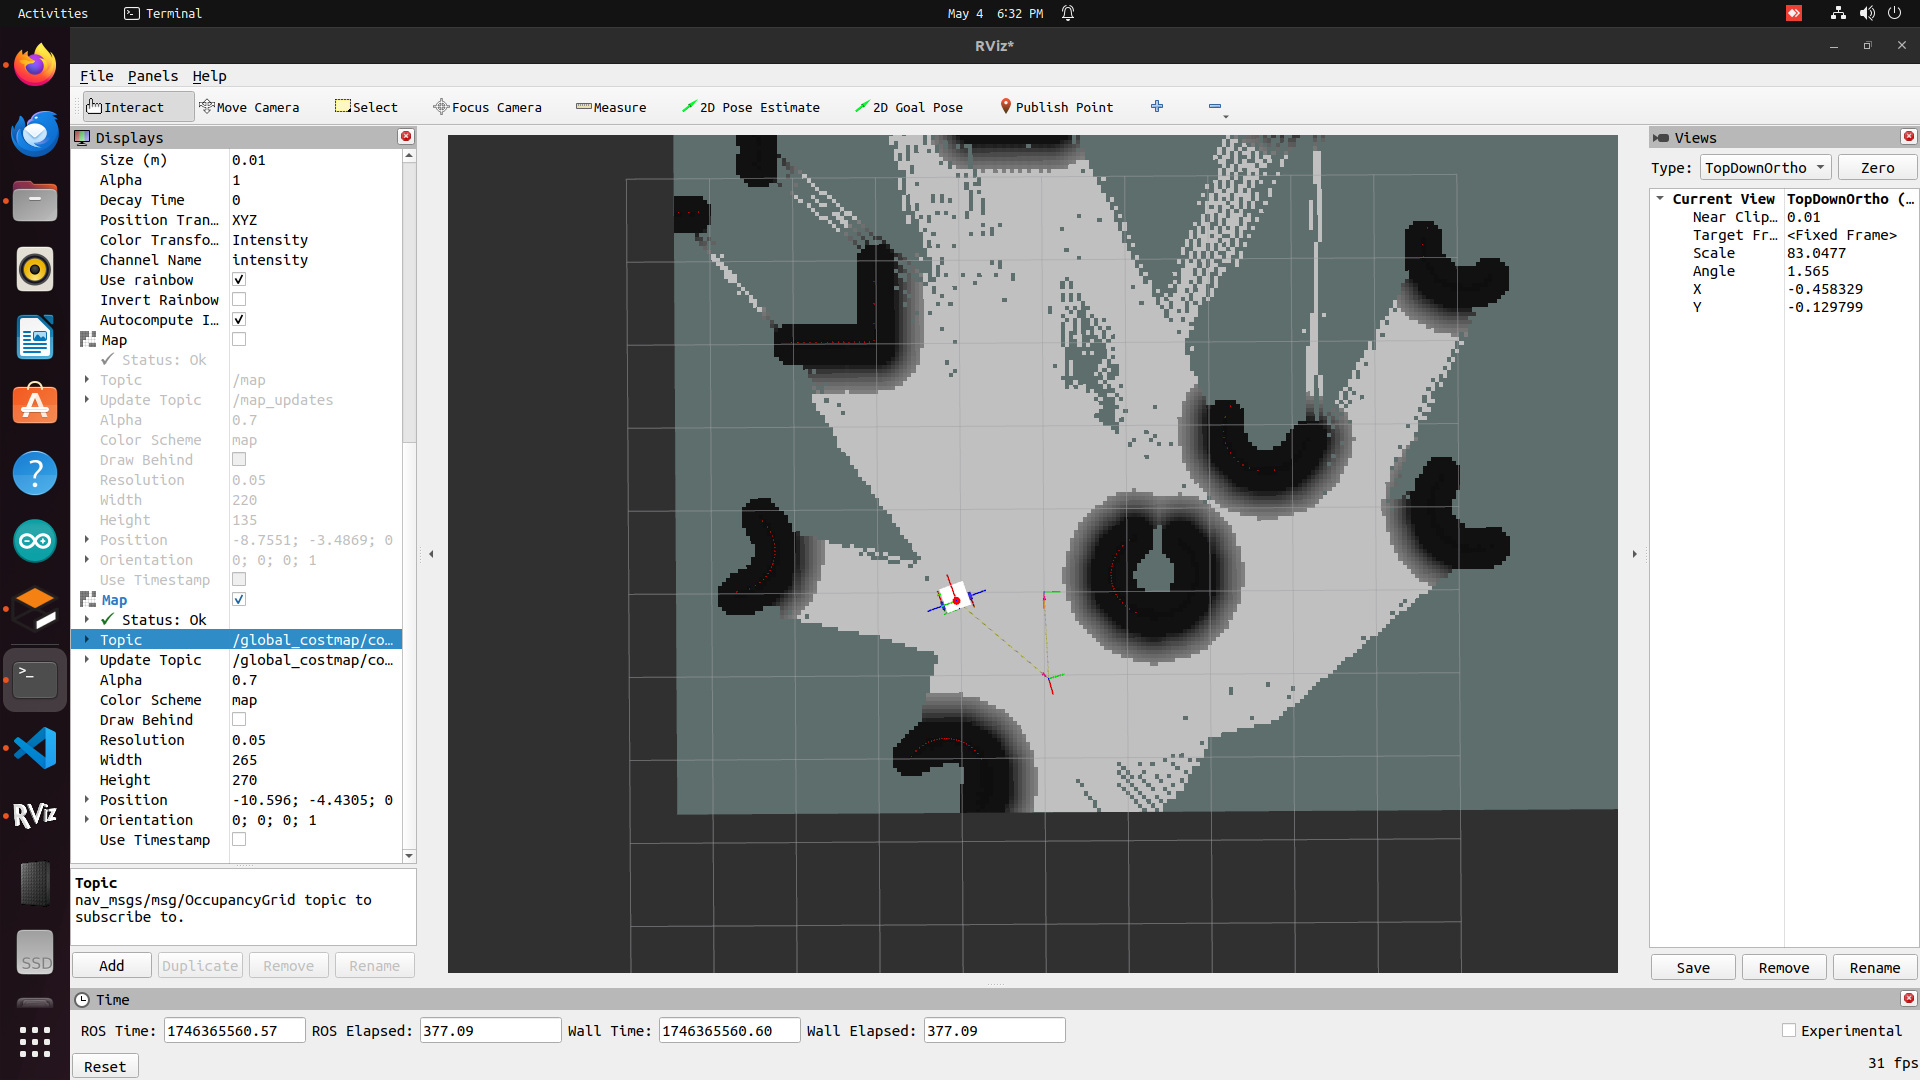 Activities
Terminal
May 4 6:32 PM
RViz*
File Panels Help
Interact
Move Camera
Select
Focus Camera
Measure
2D Pose Estimate
2D Goal Pose
Publish Point
Displays
Size (m) 0.01
Alpha 1
Decay Time 0
Position Tran... XYZ
Color Transfo... Intensity
Channel Name intensity
Use rainbow
Invert Rainbow
Autocompute I...
Map
Status: Ok
Topic /map
Update Topic /map_updates
Alpha 0.7
Color Scheme map
Draw Behind
Resolution 0.05
Width 220
Height 135
Position -8.7551; -3.4869; 0
Orientation 0; 0; 0; 1
Use Timestamp
Map
Status: Ok
Topic /global_costmap/co...
Update Topic /global_costmap/co...
Alpha 0.7
Color Scheme map
Draw Behind
Resolution 0.05
Width 265
Height 270
Position -10.596; -4.4305; 0
Orientation 0; 0; 0; 1
Use Timestamp
Topic
nav_msgs/msg/OccupancyGrid topic to
subscribe to.
Add Duplicate Remove Rename
Views
Type: TopDownOrtho Zero
Current View TopDownOrtho (...
Near Clip... 0.01
Target Fr... <Fixed Frame>
Scale 83.0477
Angle 1.565
X -0.458329
Y -0.129799
Save Remove Rename
Time
ROS Time: 1746365560.57 ROS Elapsed: 377.09 Wall Time: 1746365560.60 Wall Elapsed: 377.09
Experimental
Reset
31 fps
RViz
SSD